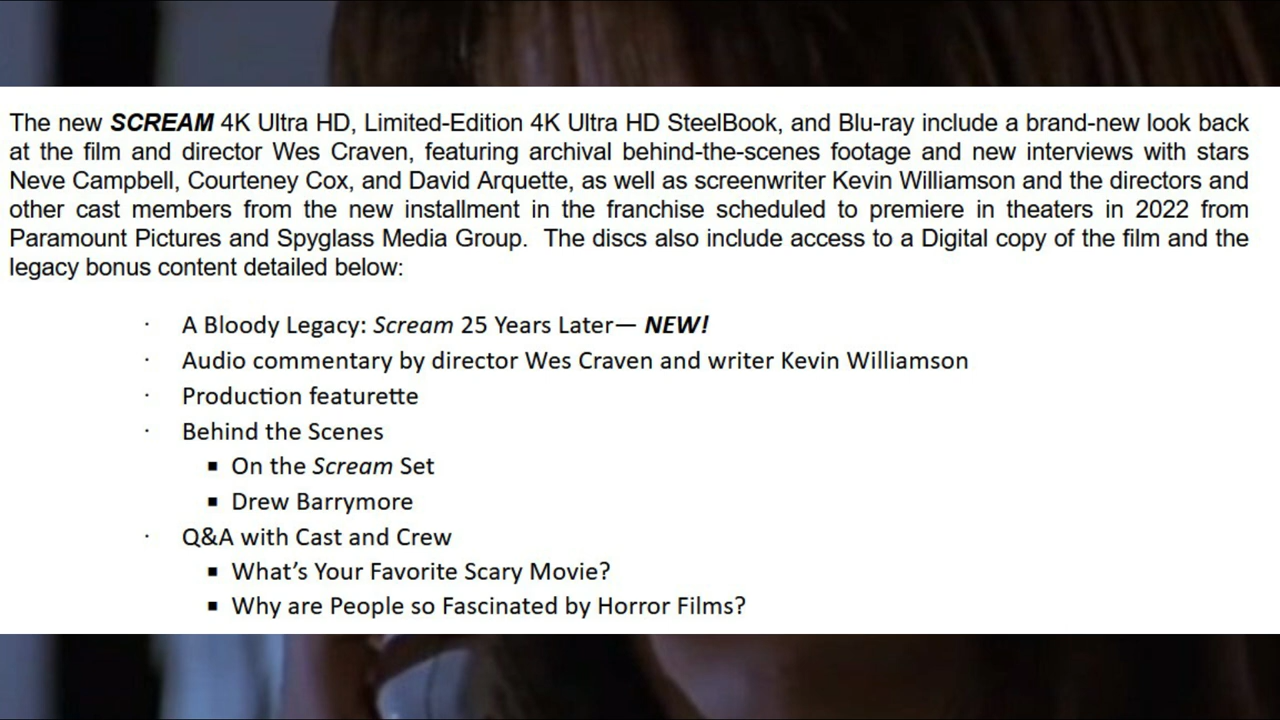 The new SCREAM 4K Ultra HD, Limited-Edition 4K Ultra HD SteelBook, and Blu-ray include a brand-new look back
at the film and director Wes Craven, featuring archival behind-the-scenes footage and new interviews with stars
Neve Campbell, Courteney Cox, and David Arquette, as well as screenwriter Kevin Williamson and the directors and
other cast members from the new installment in the franchise scheduled to premiere in theaters in 2022 from
Paramount Pictures and Spyglass Media Group. The discs also include access to a Digital copy of the film and the
legacy bonus content detailed below:
· A Bloody Legacy: Scream 25 Years Later— NEW!
· Audio commentary by director Wes Craven and writer Kevin Williamson
· Production featurette
· Behind the Scenes
▪ On the Scream Set
▪ Drew Barrymore
· Q&A with Cast and Crew
▪ What’s Your Favorite Scary Movie?
▪ Why are People so Fascinated by Horror Films?